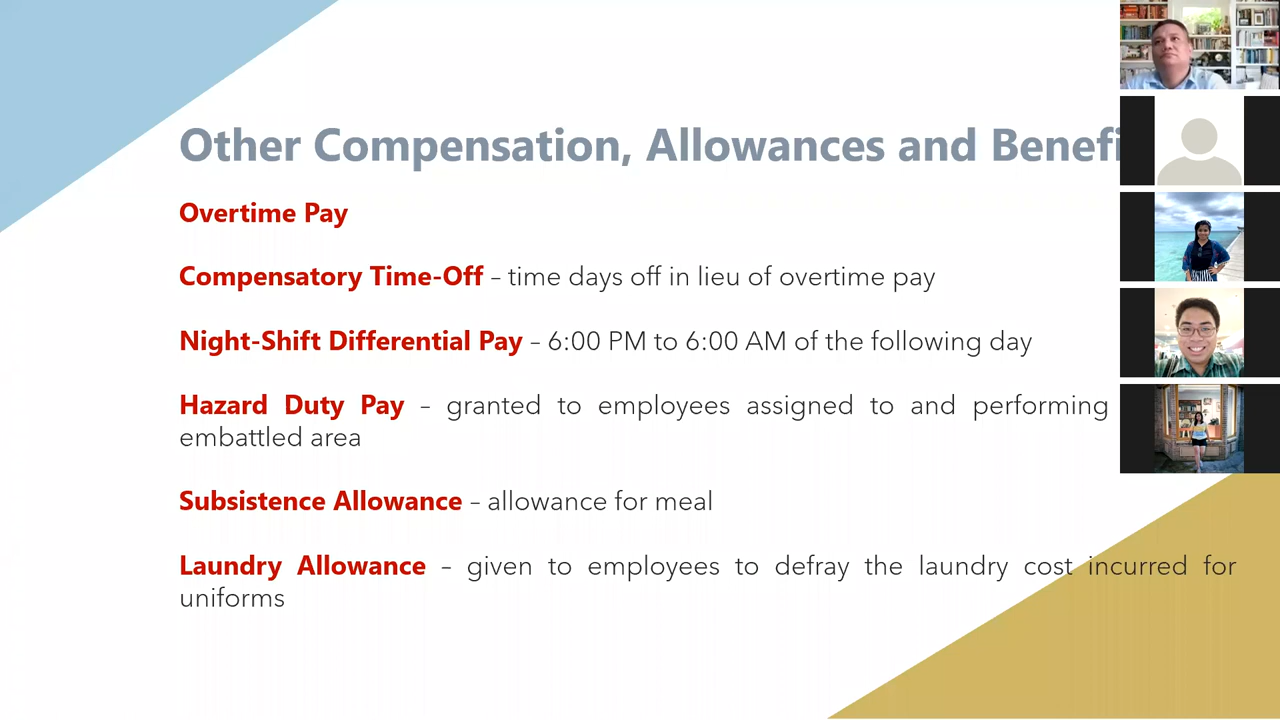 Other Compensation, Allowances and Benefi
Overtime Pay
Compensatory Time-Off – time days off in lieu of overtime pay
Night-Shift Differential Pay – 6:00 PM to 6:00 AM of the following day
Hazard Duty Pay – granted to employees assigned to and performing
embattled area
Subsistence Allowance – allowance for meal
Laundry Allowance – given to employees to defray the laundry cost incurred for
uniforms